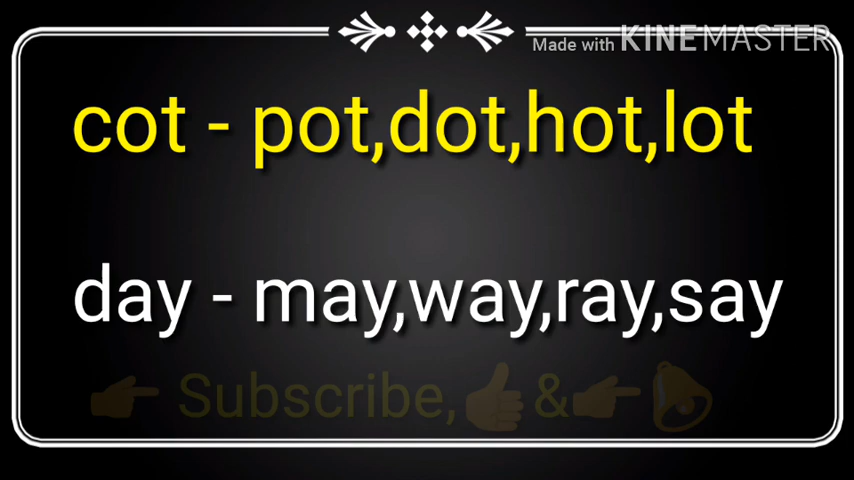 Made with KINEMASTER
cot - pot,dot,hot,lot
day - may,way,ray,say
👉 Subscribe,👍&👉🔔